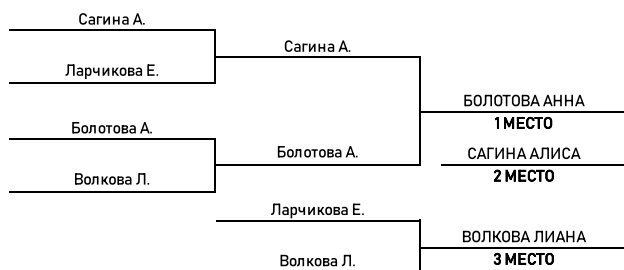 Сагина А.
Ларчикова Е.
Сагина А.
Болотова А.
Волкова Л.
Болотова А.
БОЛОТОВА АННА
1 МЕСТО
САГИНА АЛИСА
2 МЕСТО
Ларчикова Е.
Волкова Л.
ВОЛКОВА ЛИАНА
3 МЕСТО